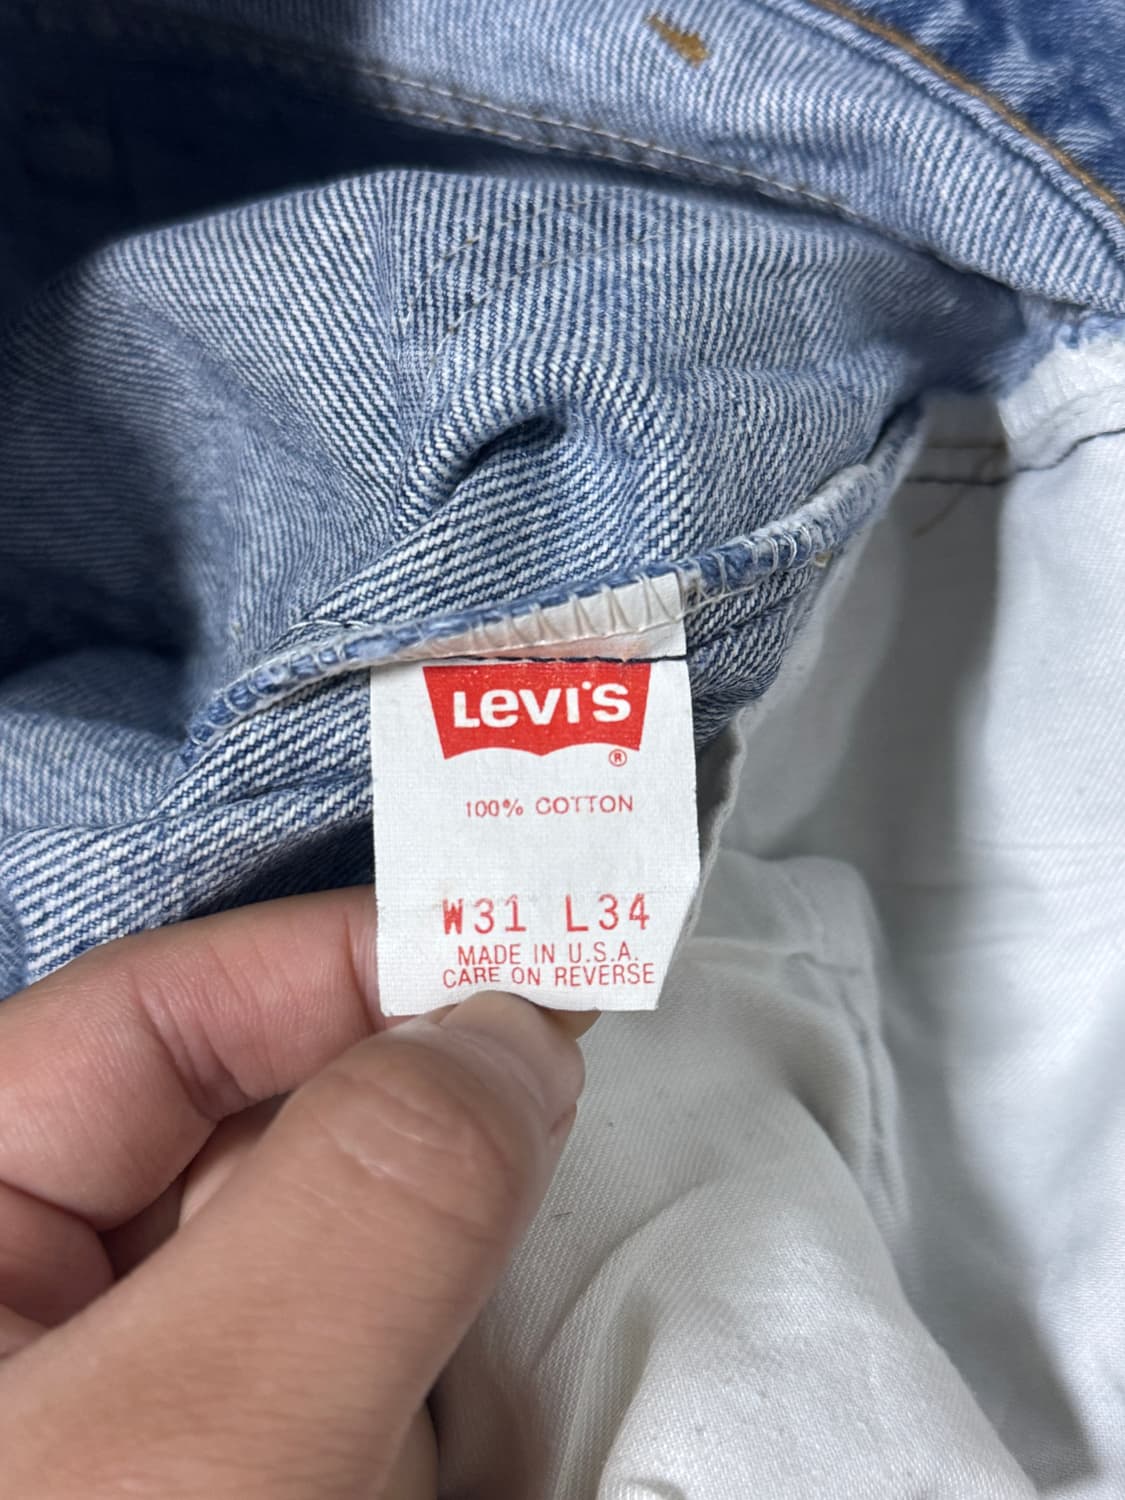 LEVI'S
®
100% COTTON
W31 L34
MADE IN U.S.A.
CARE ON REVERSE